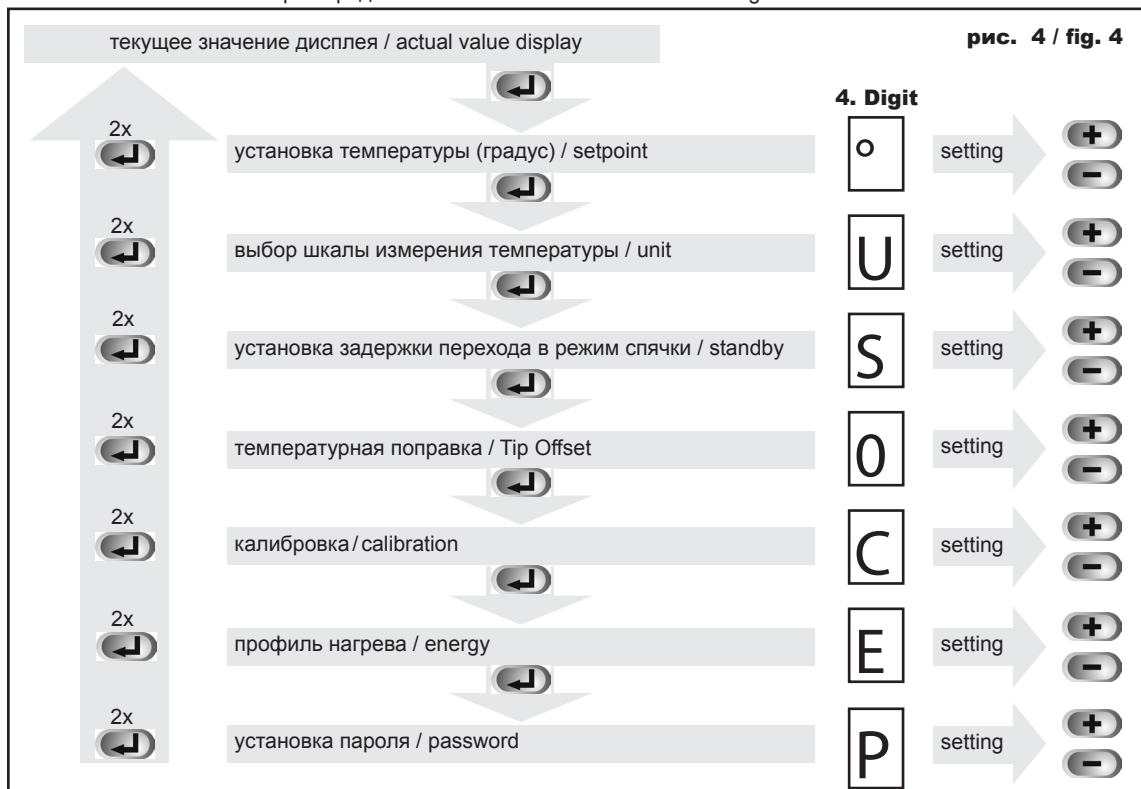 текущее значение дисплея / actual value display
рис. 4 / fig. 4
4. Digit
2x
установка температуры (градус) / setpoint
°
setting
+
−
2x
выбор шкалы измерения температуры / unit
U
setting
+
−
2x
установка задержки перехода в режим спячки / standby
S
setting
+
−
2x
температурная поправка / Tip Offset
0
setting
+
−
2x
калибровка / calibration
C
setting
+
−
2x
профиль нагрева / energy
E
setting
+
−
2x
установка пароля / password
P
setting
+
−